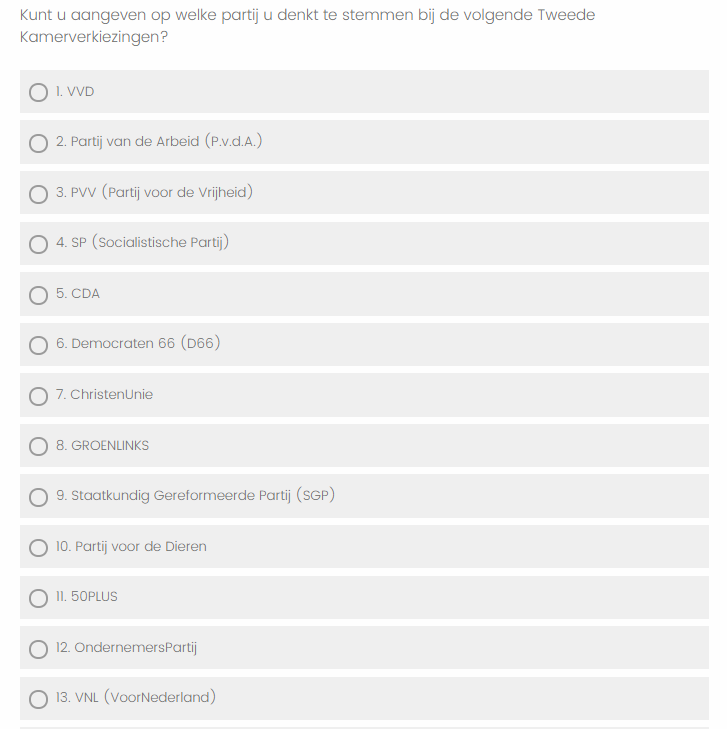 Kunt u aangeven op welke partij u denkt te stemmen bij de volgende Tweede
Kamerverkiezingen?
1. VVD
2. Partij van de Arbeid (P.v.d.A.)
3. PVV (Partij voor de Vrijheid)
4. SP (Socialistische Partij)
5. CDA
6. Democraten 66 (D66)
7. ChristenUnie
8. GROENLINKS
9. Staatkundig Gereformeerde Partij (SGP)
10. Partij voor de Dieren
11. 50PLUS
12. OndernemersPartij
13. VNL (VoorNederland)